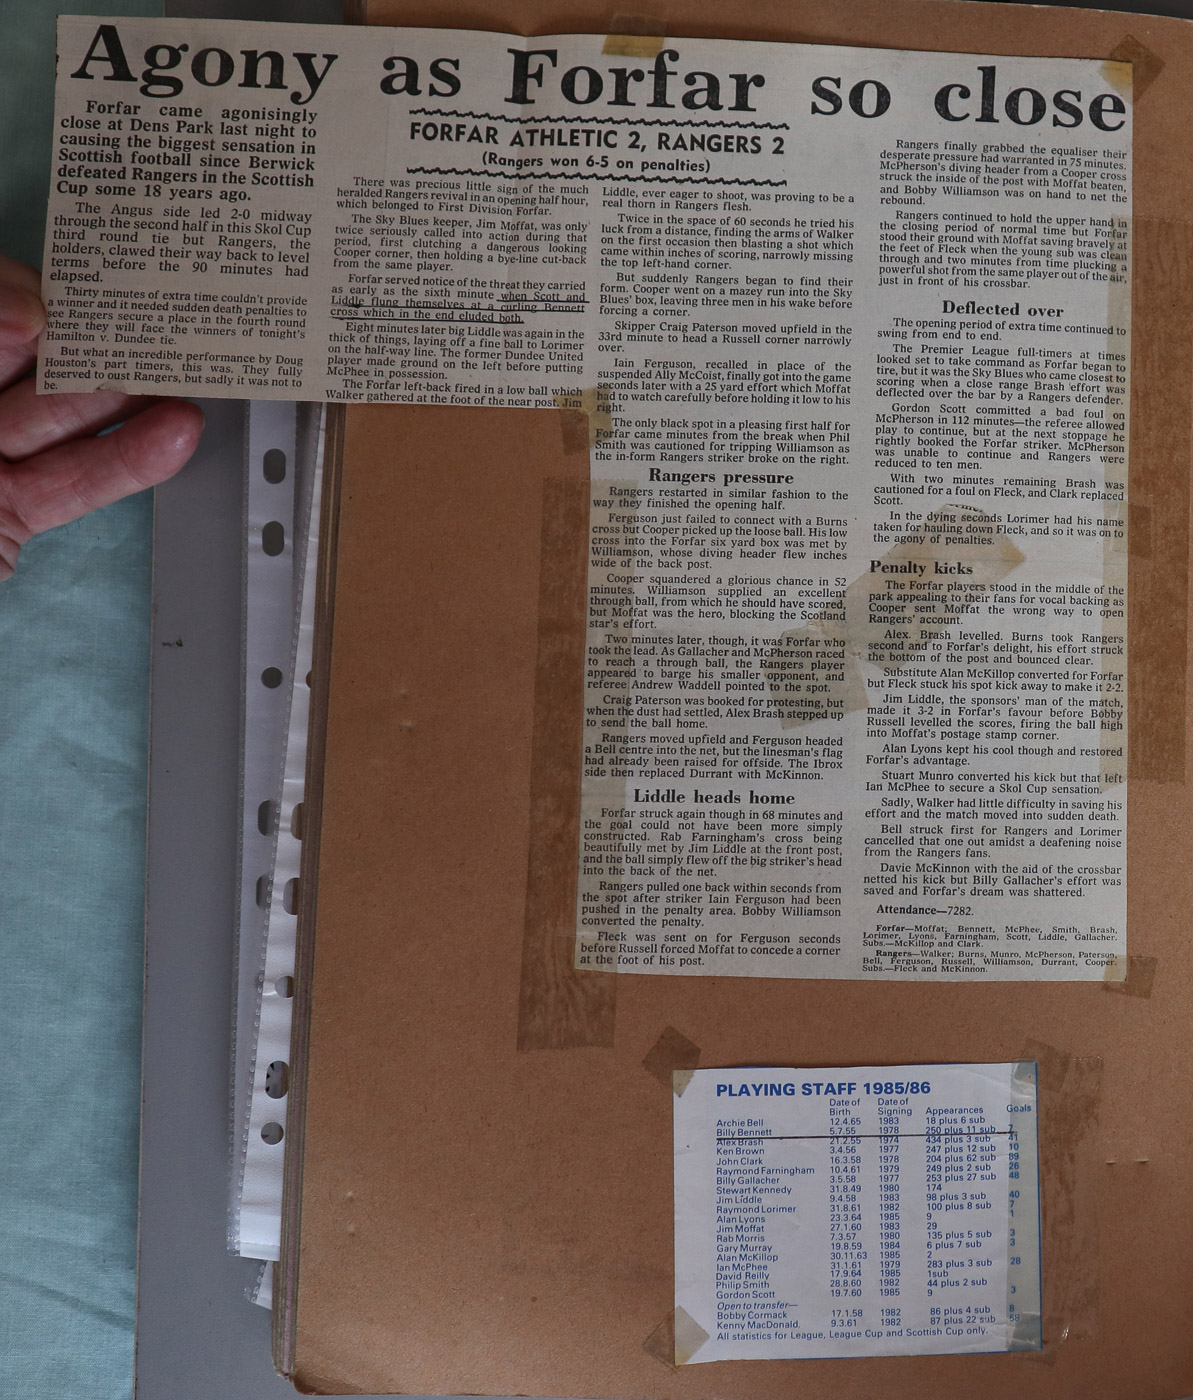 Agony as Forfar so close
Forfar came agonisingly
close at Dens Park last night to
causing the biggest sensation in
Scottish football since Berwick
defeated Rangers in the Scottish
Cup some 18 years ago.
The Angus side led 2-0 midway
through the second half in this Skol Cup
third round tie but Rangers, the
holders, clawed their way back to level
terms before the 90 minutes had
elapsed.
Thirty minutes of extra time couldn't provide
a winner and it needed sudden death penalties to
see Rangers secure a place in the fourth round
where they will face the winners of tonight's
Hamilton v. Dundee tie.
But what an incredible performance by Doug
Houston's part timers, this was. They fully
deserved to oust Rangers, but sadly it was not to
be.
FORFAR ATHLETIC 2, RANGERS 2
(Rangers won 6-5 on penalties)
There was precious little sign of the much
heralded Rangers revival in an opening half hour,
which belonged to First Division Forfar.
The Sky Blues keeper, Jim Moffat, was only
twice seriously called into action during that
period, first clutching a dangerous looking
Cooper corner, then holding a bye-line cut-back
from the same player.
Forfar served notice of the threat they carried
as early as the sixth minute when Scott and
Liddle flung themselves at a curling Bennett
cross which in the end eluded both.
Eight minutes later big Liddle was again in the
thick of things, laying off a fine ball to Lorimer
on the half-way line. The former Dundee United
player made ground on the left before putting
McPhee in possession.
The Forfar left-back fired in a low ball which
Walker gathered at the foot of the near post. Jim
Liddle, ever eager to shoot, was proving to be a
real thorn in Rangers flesh.
Twice in the space of 60 seconds he tried his
luck from a distance, finding the arms of Walker
on the first occasion then blasting a shot which
came within inches of scoring, narrowly missing
the top left-hand corner.
But suddenly Rangers began to find their
form. Cooper went on a mazey run into the Sky
Blues' box, leaving three men in his wake before
forcing a corner.
Skipper Craig Paterson moved upfield in the
33rd minute to head a Russell corner narrowly
over.
Iain Ferguson, recalled in place of the
suspended Ally McCoist, finally got into the game
seconds later with a 25 yard effort which Moffat
had to watch carefully before holding it low to his
right.
The only black spot in a pleasing first half for
Forfar came minutes from the break when Phil
Smith was cautioned for tripping Williamson as
the in-form Rangers striker broke on the right.
Rangers pressure
Rangers restarted in similar fashion to the
way they finished the opening half.
Ferguson just failed to connect with a Burns
cross but Cooper picked up the loose ball. His low
cross into the Forfar six yard box was met by
Williamson, whose diving header flew inches
wide of the back post.
Cooper squandered a glorious chance in 52
minutes. Williamson supplied an excellent
through ball, from which he should have scored,
but Moffat was the hero, blocking the Scotland
star's effort.
Two minutes later, though, it was Forfar who
took the lead. As Gallacher and McPherson raced
to reach a through ball, the Rangers player
appeared to barge his smaller opponent, and
referee Andrew Waddell pointed to the spot.
Craig Paterson was booked for protesting, but
when the dust had settled, Alex Brash stepped up
to send the ball home.
Rangers moved upfield and Ferguson headed
a Bell centre into the net, but the linesman's flag
had already been raised for offside. The Ibrox
side then replaced Durrant with McKinnon.
Liddle heads home
Forfar struck again though in 68 minutes and
the goal could not have been more simply
constructed. Rab Farningham's cross being
beautifully met by Jim Liddle at the front post,
and the ball simply flew off the big striker's head
into the back of the net.
Rangers pulled one back within seconds from
the spot after striker Iain Ferguson had been
pushed in the penalty area. Bobby Williamson
converted the penalty.
Fleck was sent on for Ferguson seconds
before Russell forced Moffat to concede a corner
at the foot of his post.
Rangers finally grabbed the equaliser their
desperate pressure had warranted in 75 minutes.
McPherson's diving header from a Cooper cross
struck the inside of the post with Moffat beaten,
and Bobby Williamson was on hand to net the
rebound.
Rangers continued to hold the upper hand in
the closing period of normal time but Forfar
stood their ground with Moffat saving bravely at
the feet of Fleck when the young sub was clean
through and two minutes from time plucking a
powerful shot from the same player out of the air,
just in front of his crossbar.
Deflected over
The opening period of extra time continued to
swing from end to end.
The Premier League full-timers at times
looked set to take command as Forfar began to
tire, but it was the Sky Blues who came closest to
scoring when a close range Brash effort was
deflected over the bar by a Rangers defender.
Gordon Scott committed a bad foul on
McPherson in 112 minutes—the referee allowed
play to continue, but at the next stoppage he
rightly booked the Forfar striker. McPherson
was unable to continue and Rangers were
reduced to ten men.
With two minutes remaining Brash was
cautioned for a foul on Fleck, and Clark replaced
Scott.
In the dying seconds Lorimer had his name
taken for hauling down Fleck, and so it was on to
the agony of penalties.
Penalty kicks
The Forfar players stood in the middle of the
park appealing to their fans for vocal backing as
Cooper sent Moffat the wrong way to open
Rangers' account.
Alex. Brash levelled. Burns took Rangers
second and to Forfar's delight, his effort struck
the bottom of the post and bounced clear.
Substitute Alan McKillop converted for Forfar
but Fleck stuck his spot kick away to make it 2-2.
Jim Liddle, the sponsors' man of the match,
made it 3-2 in Forfar's favour before Bobby
Russell levelled the scores, firing the ball high
into Moffat's postage stamp corner.
Alan Lyons kept his cool though and restored
Forfar's advantage.
Stuart Munro converted his kick but that left
Ian McPhee to secure a Skol Cup sensation.
Sadly, Walker had little difficulty in saving his
effort and the match moved into sudden death.
Bell struck first for Rangers and Lorimer
cancelled that one out amidst a deafening noise
from the Rangers fans.
Davie McKinnon with the aid of the crossbar
netted his kick but Billy Gallacher's effort was
saved and Forfar's dream was shattered.
Attendance—7282.
Forfar—Moffat; Bennett, McPhee, Smith, Brash,
Lorimer, Lyons, Farningham, Scott, Liddle, Gallacher.
Subs.—McKillop and Clark.
Rangers—Walker; Burns, Munro, McPherson, Paterson,
Bell, Ferguson, Russell, Williamson, Durrant, Cooper.
Subs.—Fleck and McKinnon.
PLAYING STAFF 1985/86
Date of Birth Date of Signing Appearances Goals
Archie Bell 12.4.65 1983 18 plus 6 sub
Billy Bennett 5.7.55 1978 250 plus 11 sub 7
Alex Brash 21.2.55 1974 434 plus 3 sub 41
Ken Brown 3.4.56 1977 247 plus 12 sub 10
John Clark 16.3.58 1978 204 plus 62 sub 89
Raymond Farningham 10.4.61 1979 249 plus 2 sub 26
Billy Gallacher 3.5.58 1977 253 plus 27 sub 48
Stewart Kennedy 31.8.49 1980 174
Jim Liddle 9.4.58 1983 98 plus 3 sub 40
Raymond Lorimer 31.8.61 1982 100 plus 8 sub 7
Alan Lyons 23.3.64 1985 9 1
Jim Moffat 27.1.60 1983 29
Rab Morris 7.3.57 1980 135 plus 5 sub 3
Gary Murray 19.8.59 1984 6 plus 7 sub 3
Alan McKillop 30.11.63 1985 2
Ian McPhee 31.1.61 1979 283 plus 3 sub 28
David Reilly 17.9.64 1985 1sub
Philip Smith 28.8.60 1982 44 plus 2 sub
Gordon Scott 19.7.60 1985 9 3
Open to transfer—
Bobby Cormack 17.1.58 1982 86 plus 4 sub 8
Kenny MacDonald 9.3.61 1982 87 plus 22 sub 58
All statistics for League, League Cup and Scottish Cup only.